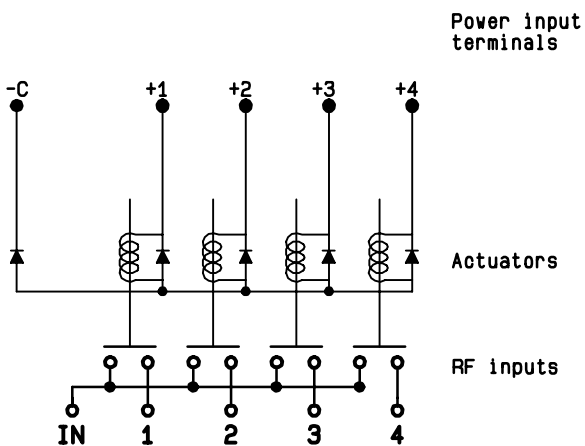 Power input
terminals
-C +1 +2 +3 +4
Actuators
RF inputs
IN 1 2 3 4